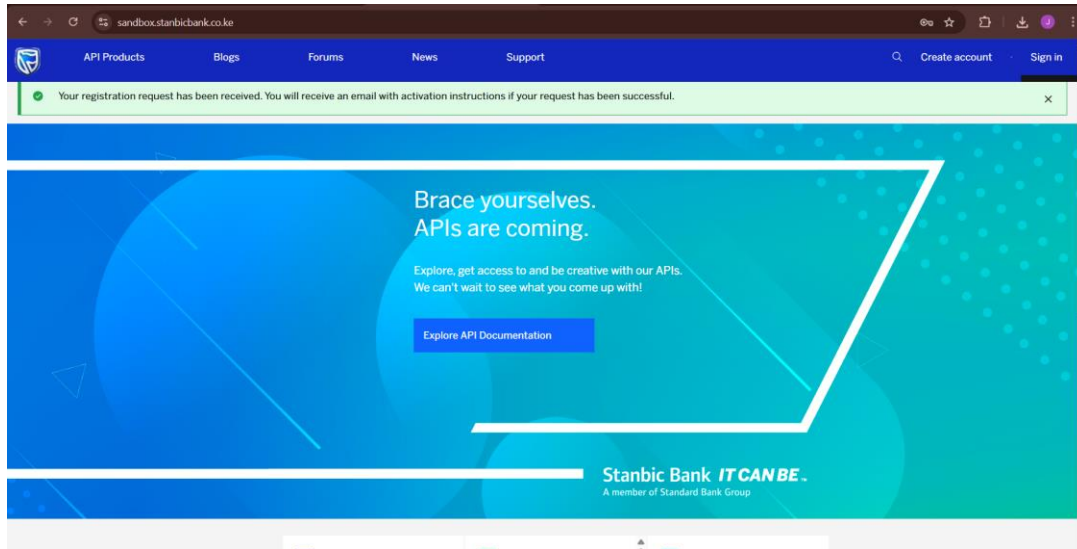 sandbox.stanbicbank.co.ke
J
API Products Blogs Forums News Support Create account Sign in
Your registration request has been received. You will receive an email with activation instructions if your request has been successful.
Brace yourselves.
APIs are coming.
Explore, get access to and be creative with our APIs.
We can't wait to see what you come up with!
Explore API Documentation
Stanbic Bank IT CAN BE™
A member of Standard Bank Group